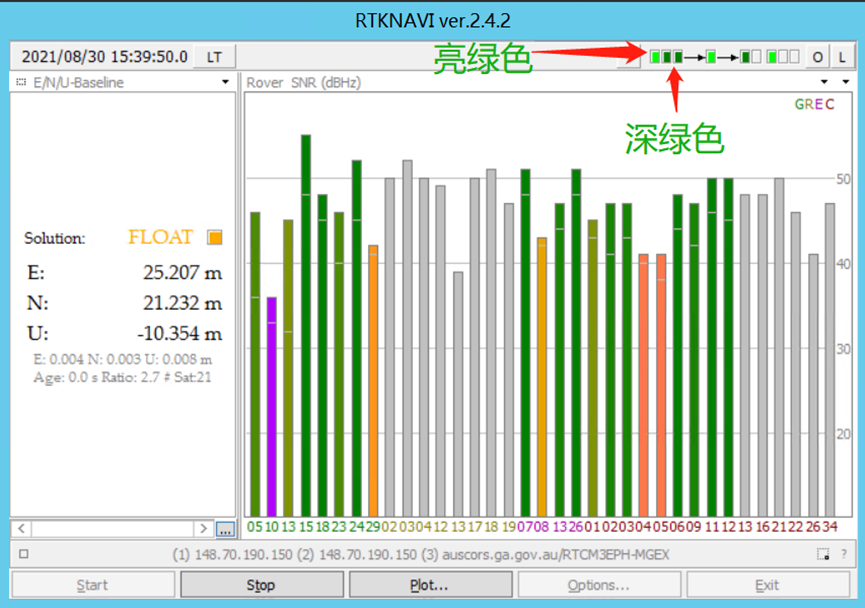 RTKNAVI ver.2.4.2
2021/08/30 15:39:50.0 LT
亮绿色
O L
E/N/U-Baseline
Rover SNR (dBHz)
GREC
深绿色
50
Solution: FLOAT
40
E: 25.207 m
N: 21.232 m
U: -10.354 m
30
E: 0.004 N: 0.003 U: 0.008 m
Age: 0.0 s Ratio: 2.7 # Sat:21
20
...
05 10 13 15 18 23 24 29 02 03 04 12 13 17 18 19 07 08 13 26 01 02 03 04 05 06 09 11 12 13 16 21 22 26 34
(1) 148.70.190.150 (2) 148.70.190.150 (3) auscors.ga.gov.au/RTCM3EPH-MGEX ?
Start Stop Plot... Options... Exit